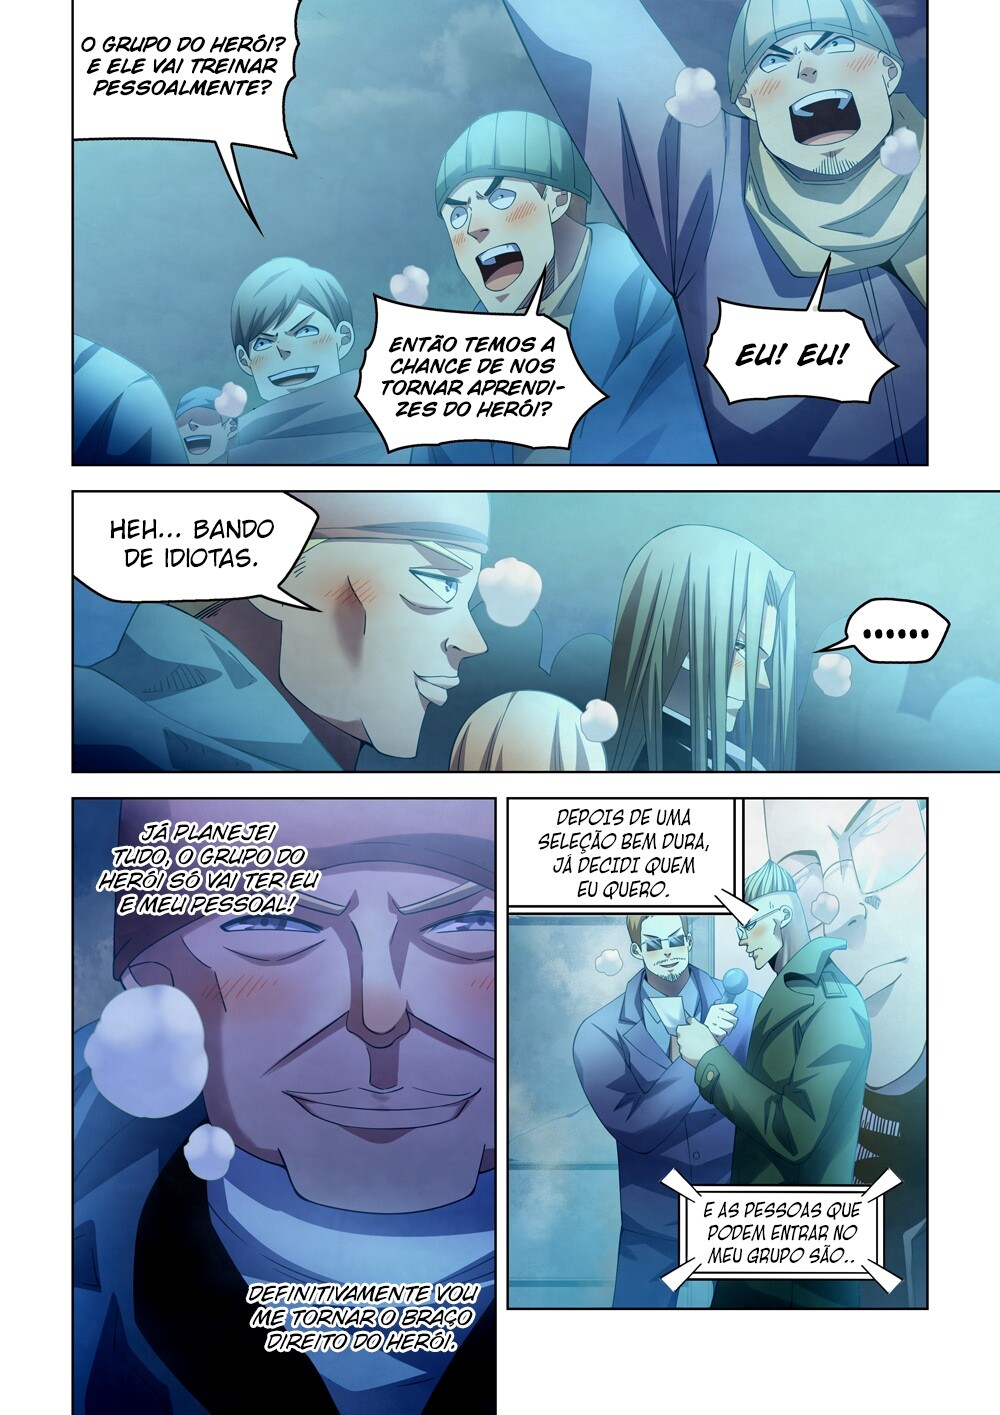 O GRUPO DO HERÓI?
E ELE VAI TREINAR
PESSOALMENTE?
ENTÃO TEMOS A
CHANCE DE NOS
TORNAR APRENDI-
ZES DO HERÓI?
EU! EU!
HEH... BANDO
DE IDIOTAS.
......
JÁ PLANEJEI
TUDO, O GRUPO DO
HERÓI SÓ VAI TER EU
E MEU PESSOAL!
DEFINITIVAMENTE VOU
ME TORNAR O BRAÇO
DIREITO DO HERÓI.
DEPOIS DE UMA
SELEÇÃO BEM DURA,
JÁ DECIDI QUEM
EU QUERO.
E AS PESSOAS QUE
PODEM ENTRAR NO
MEU GRUPO SÃO..